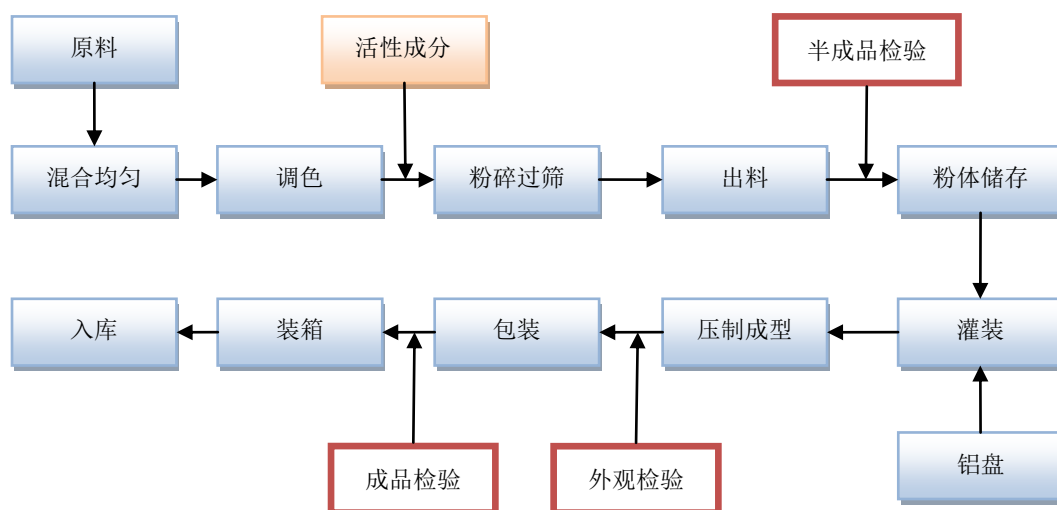 原料
活性成分
半成品检验
混合均匀
调色
粉碎过筛
出料
粉体储存
入库
装箱
包装
压制成型
灌装
成品检验
外观检验
铝盘